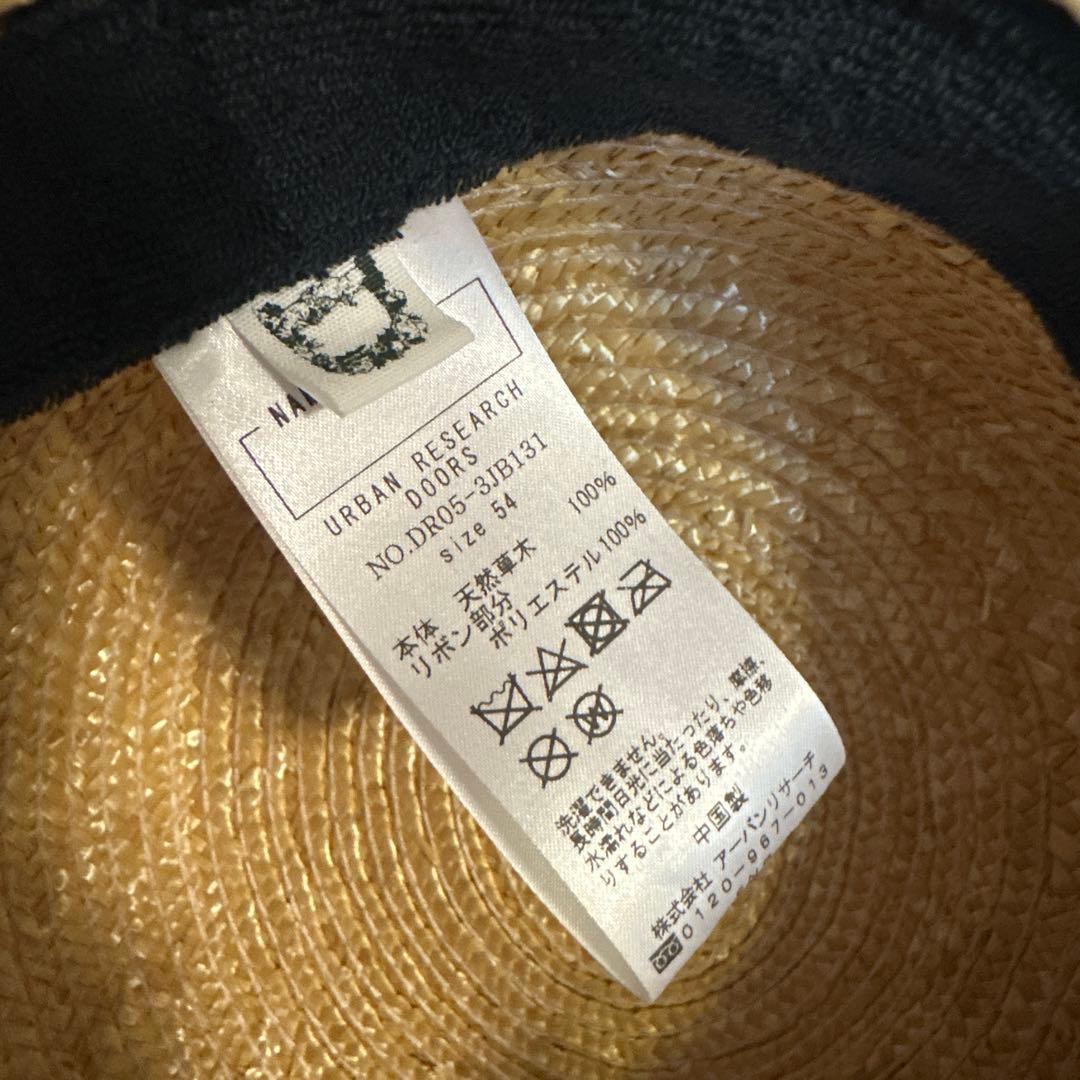 URBAN RESEARCH
DOORS
NO.DR05-3JB131
size 54
本体 天然草木 100%
リボン部分
ポリエステル100%
洗濯できません。
長時間日光に当たったり、摩擦、
水濡れなどによる色落ちや色移
りすることがあります。
中国製
株式会社 アーバンリサーチ
0120-967-013